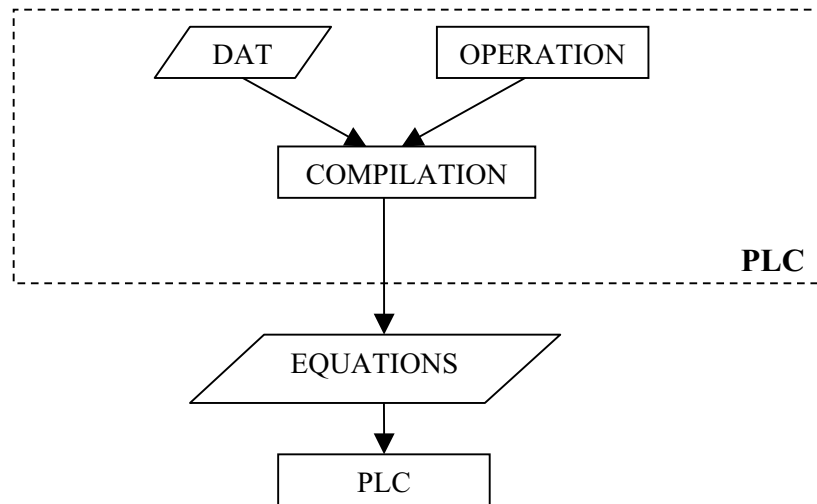 DAT
OPERATION
COMPILATION
PLC
EQUATIONS
PLC